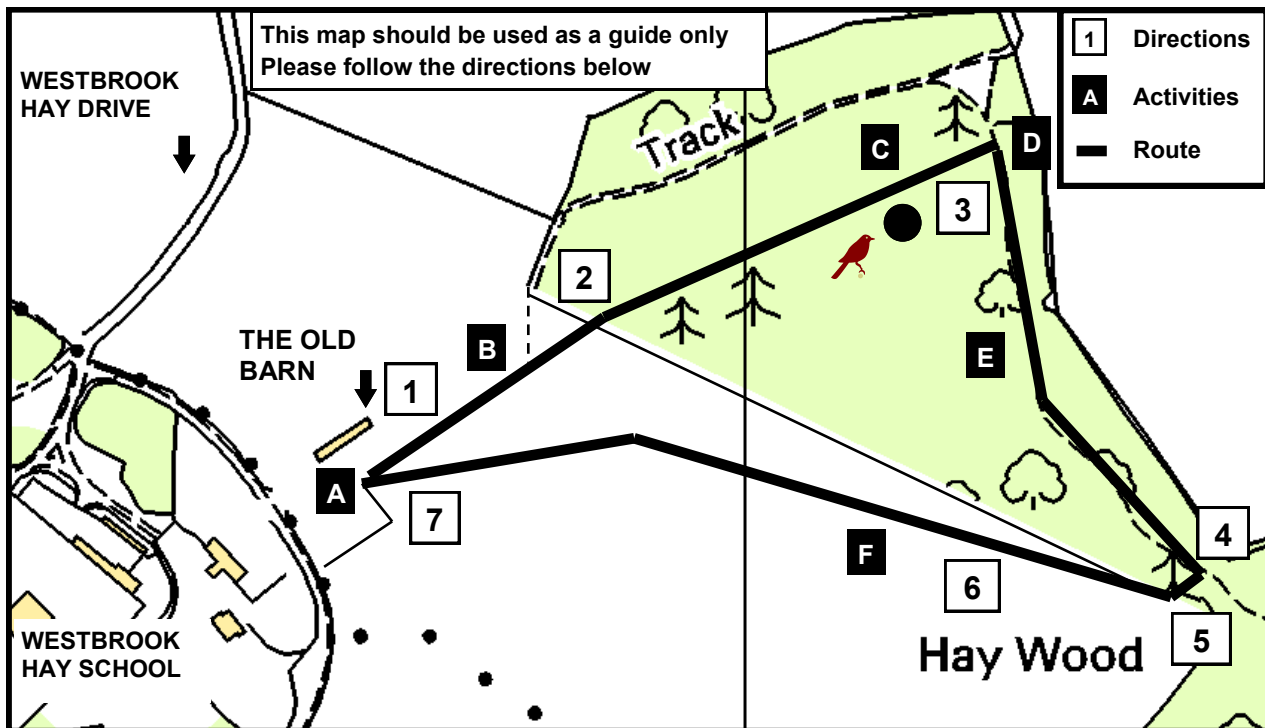 This map should be used as a guide only
Please follow the directions below
1 Directions
A Activities
Route
WESTBROOK
HAY DRIVE
Track
C
D
3
2
THE OLD
BARN
B
1
E
A
7
F
4
6
5
WESTBROOK
HAY SCHOOL
Hay Wood